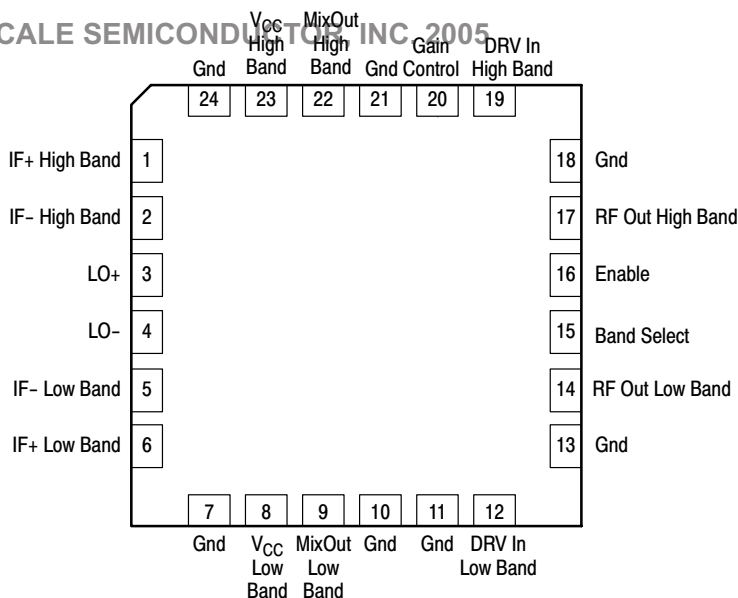 CALE SEMICONDUCTOR, INC. 2005
VCC High Band
MixOut High Band
Gain Control
DRV In High Band
Gnd
Gnd
24 23 22 21 20 19
IF+ High Band 1
IF– High Band 2
LO+ 3
LO– 4
IF– Low Band 5
IF+ Low Band 6
18 Gnd
17 RF Out High Band
16 Enable
15 Band Select
14 RF Out Low Band
13 Gnd
7 8 9 10 11 12
Gnd VCC MixOut Gnd Gnd DRV In
Low Low Low Band
Band Band